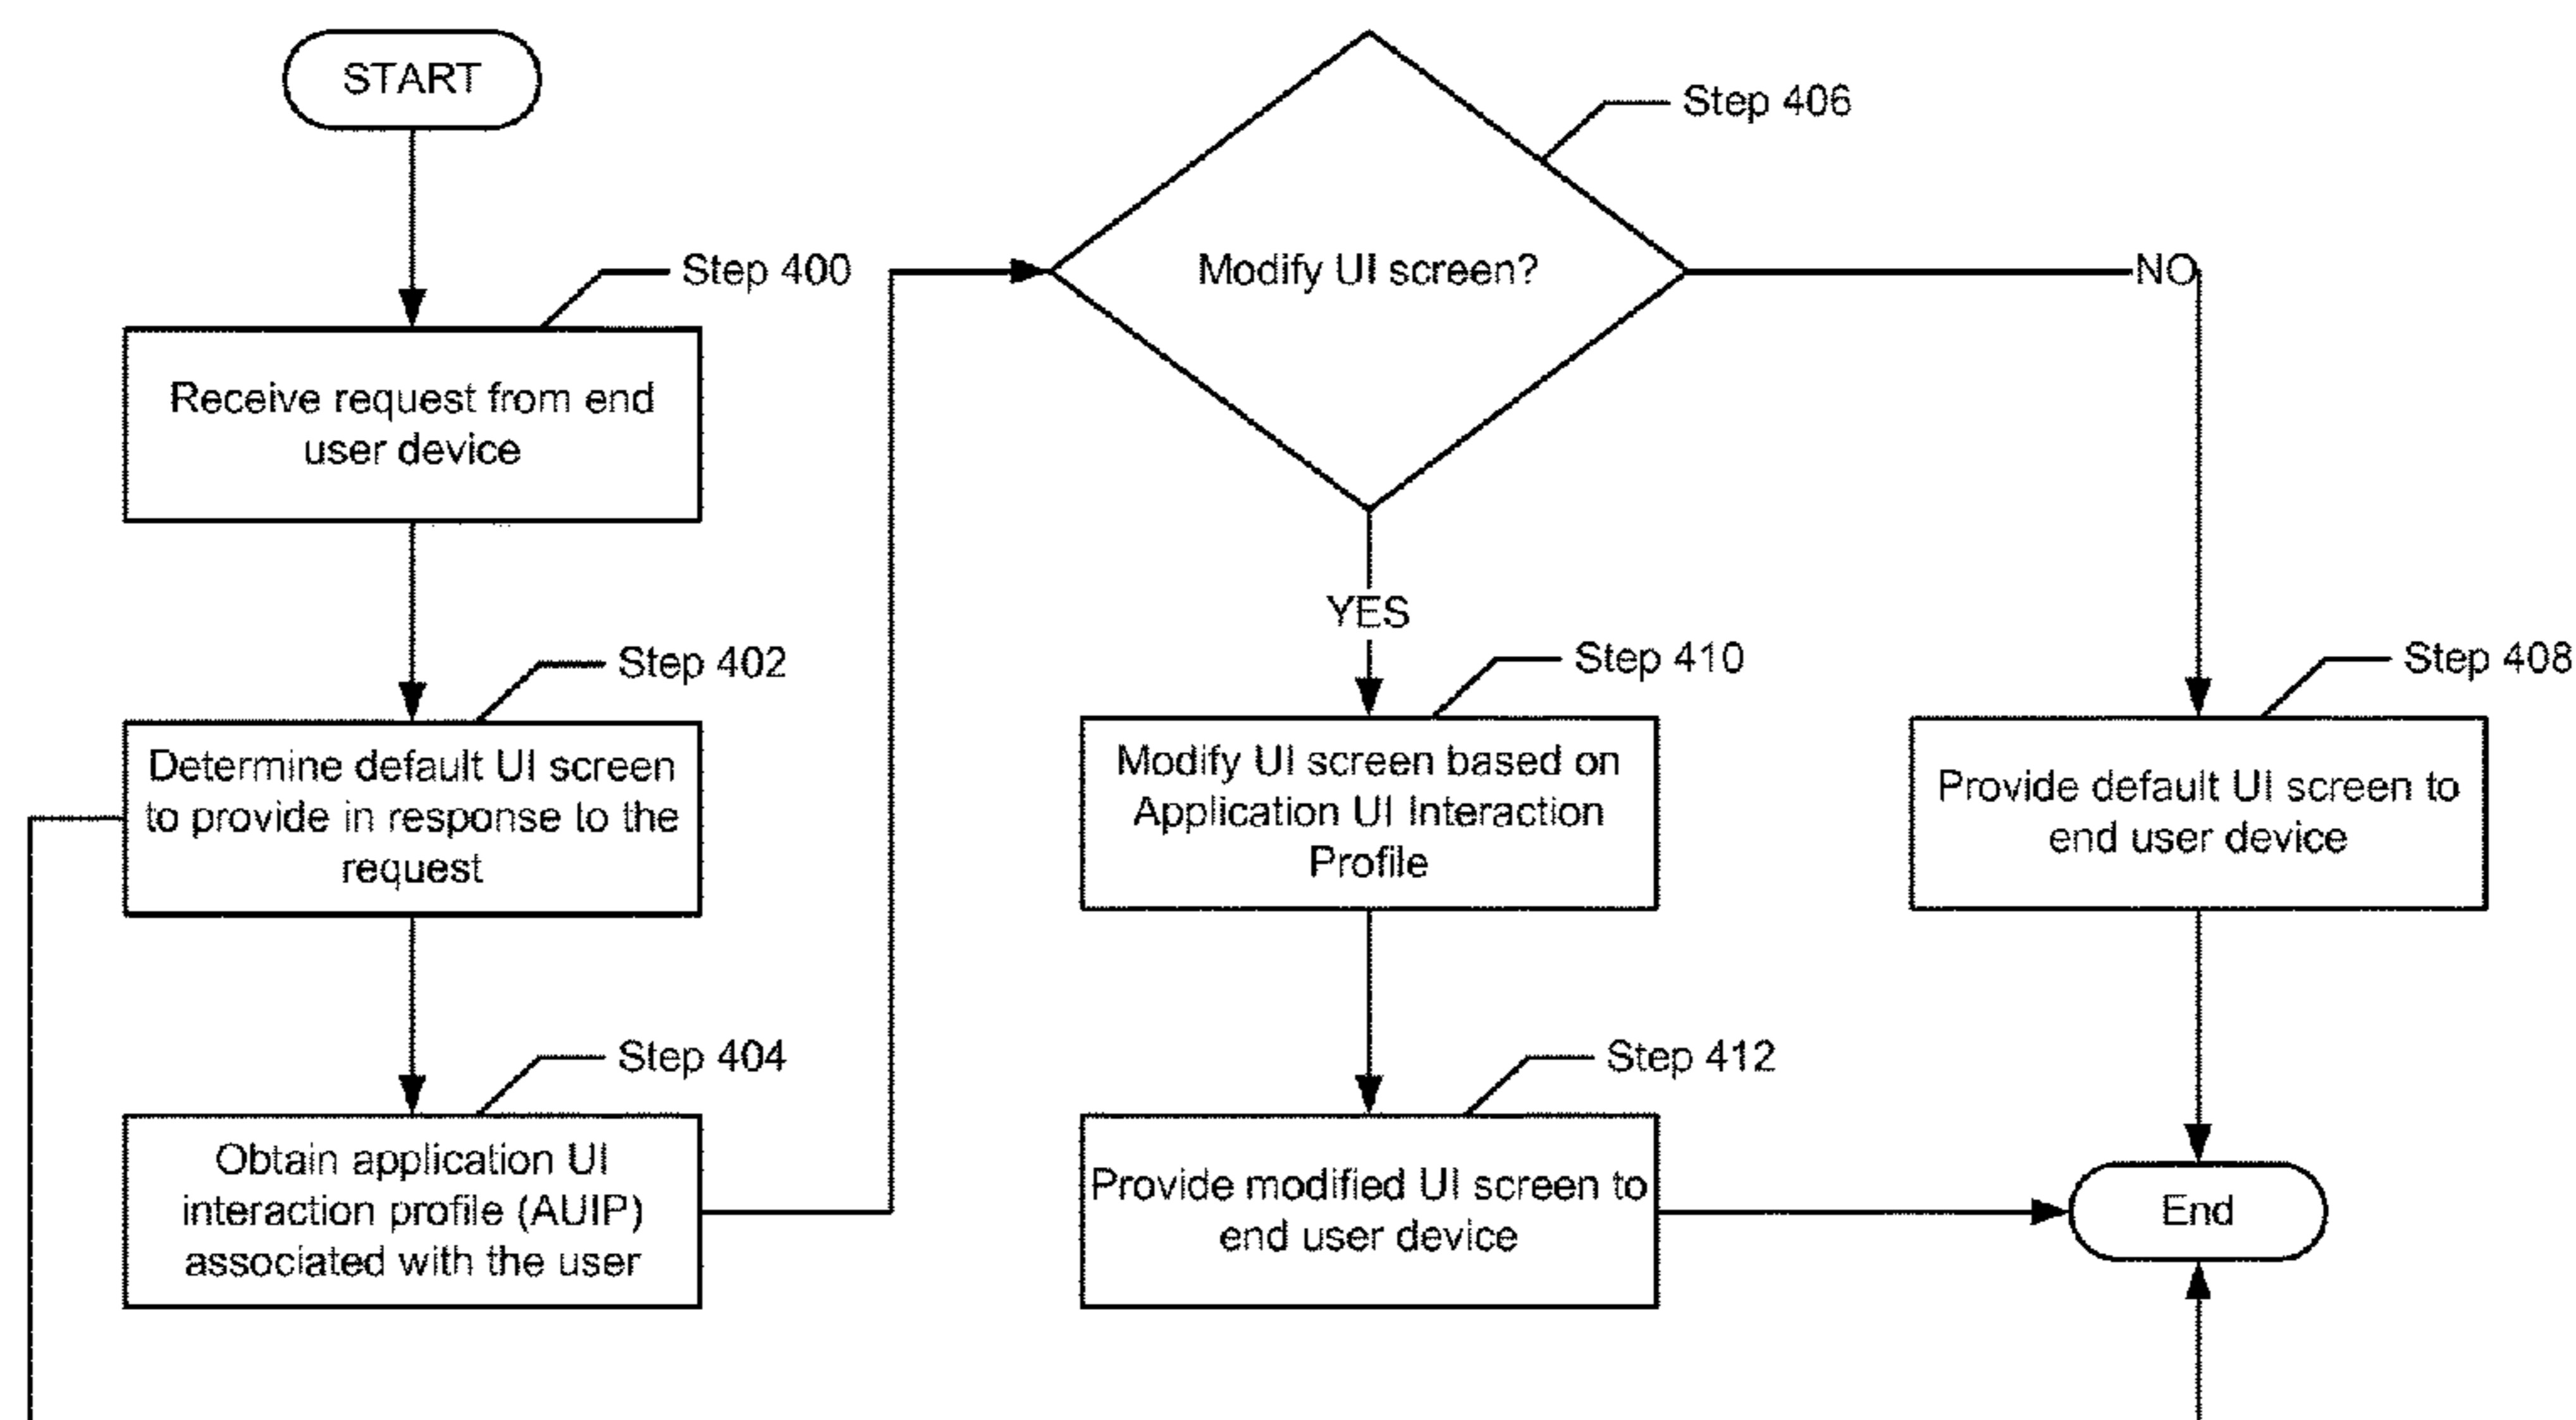 START
Step 400
Receive request from end
user device
Step 402
Determine default UI screen
to provide in response to the
request
Step 404
Obtain application UI
interaction profile (AUIP)
associated with the user
Step 406
Modify UI screen?
NO
YES
Step 410
Modify UI screen based on
Application UI Interaction
Profile
Step 408
Provide default UI screen to
end user device
Step 412
Provide modified UI screen to
end user device
End